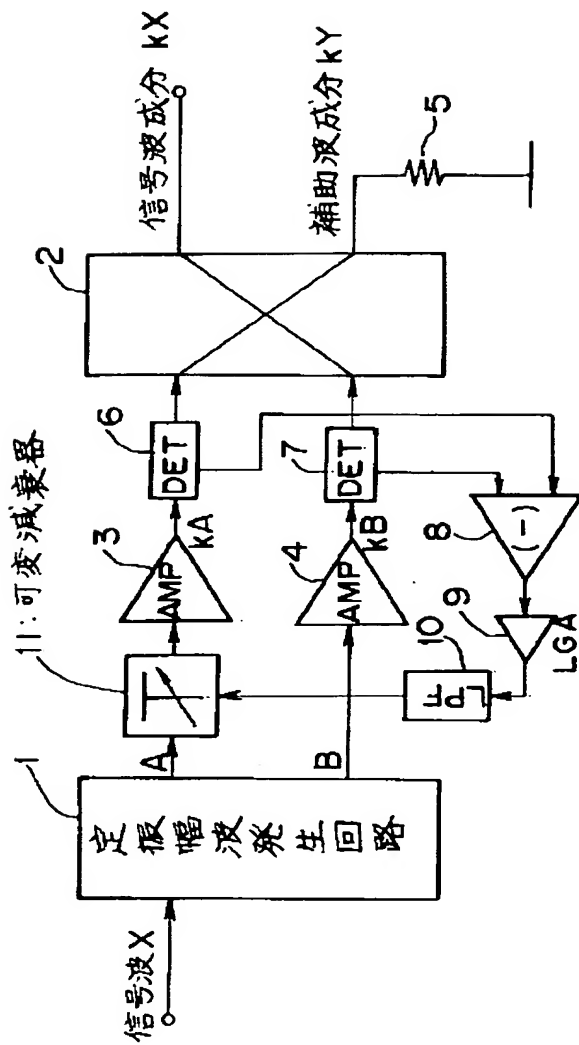 信号波X
1
定振幅波発生回路
A
B
11:可変減衰器
3
AMP
kA
4
AMP
kB
6
DET
7
DET
2
信号波成分 kX
補助波成分 kY
5
8
(-)
9
LGA
10
LPF